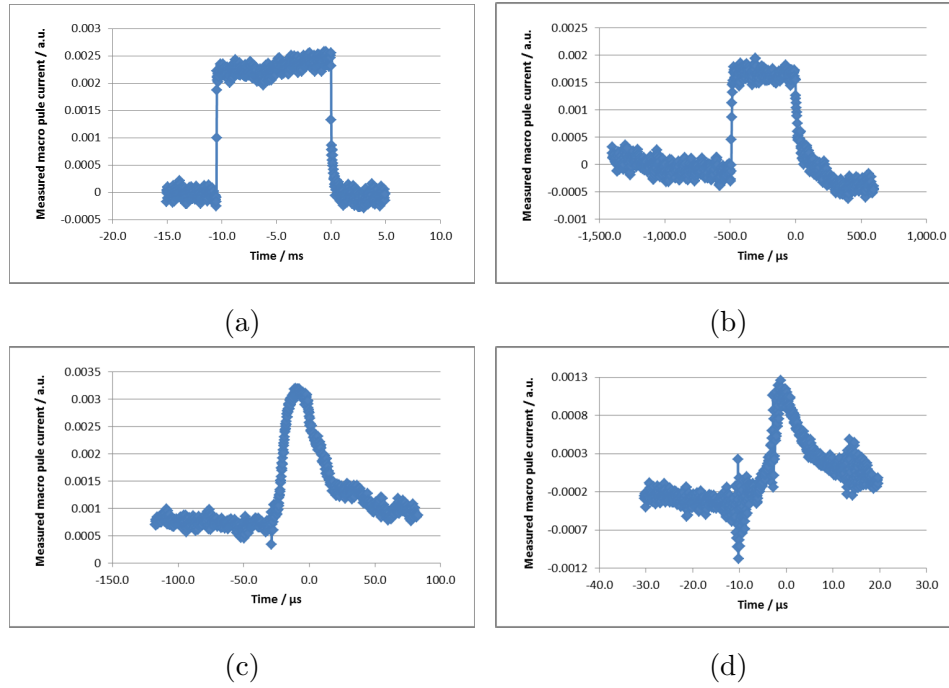 Measured macro pule current / a.u.
0.003
0.0025
0.002
0.0015
0.001
0.0005
0
-0.0005
-20.0 -15.0 -10.0 -5.0 0.0 5.0 10.0
Time / ms
(a)
Measured macro pule current / a.u.
0.0025
0.002
0.0015
0.001
0.0005
0
-0.0005
-0.001
-1,500.0 -1,000.0 -500.0 0.0 500.0 1,000.0
Time / µs
(b)
Measured macro pule current / a.u.
0.0035
0.003
0.0025
0.002
0.0015
0.001
0.0005
0
-150.0 -100.0 -50.0 0.0 50.0 100.0
Time / µs
(c)
Measured macro pule current / a.u.
0.0013
0.0008
0.0003
-0.0002
-0.0007
-0.0012
-40.0 -30.0 -20.0 -10.0 0.0 10.0 20.0 30.0
Time / µs
(d)